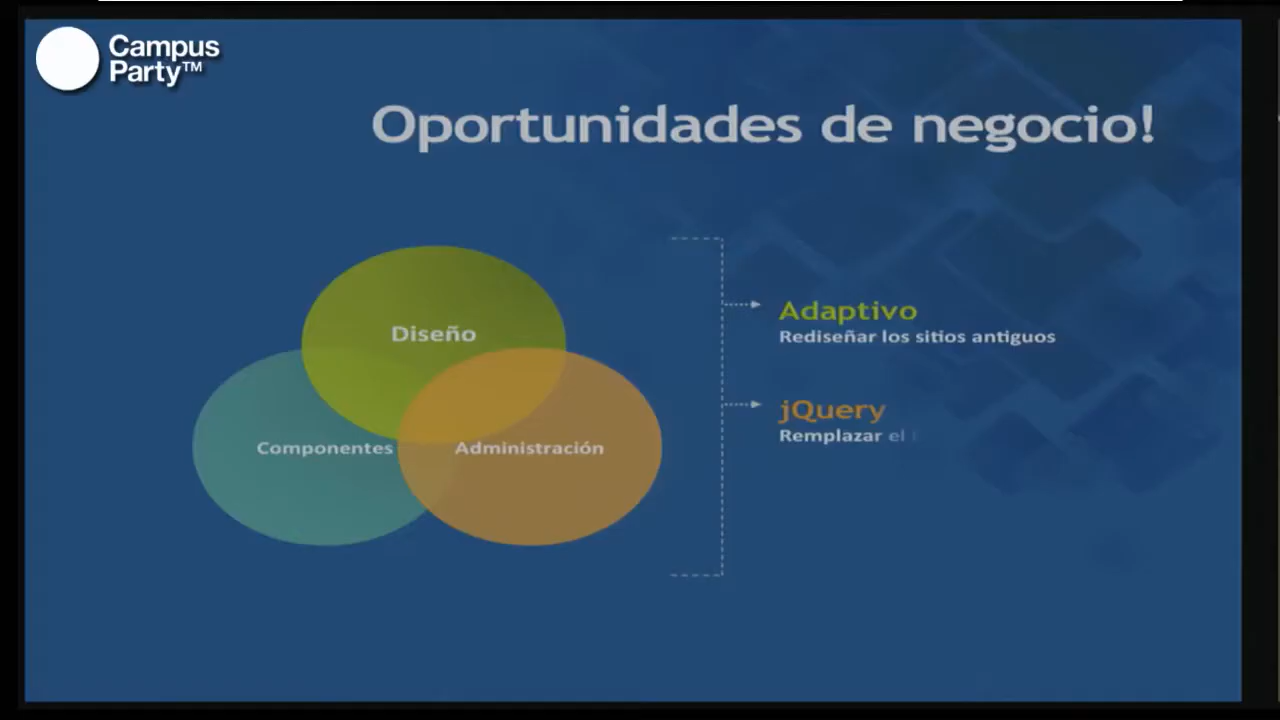 Campus
Party™
Oportunidades de negocio!
Diseño
Componentes
Administración
Adaptivo
Rediseñar los sitios antiguos
jQuery
Remplazar el